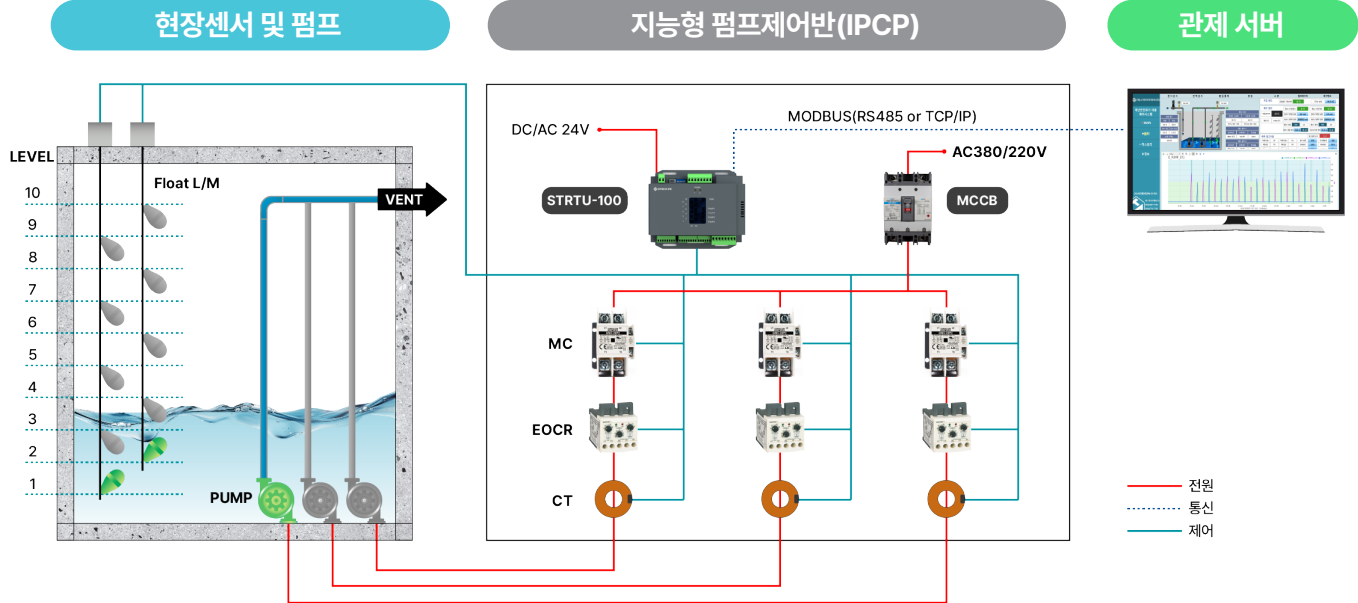 현장센서 및 펌프
지능형 펌프제어반(IPCP)
관제 서버
MODBUS(RS485 or TCP/IP)
DC/AC 24V
AC380/220V
LEVEL
Float L/M
10
VENT
STRTU-100
MCCB
9
8
7
6
MC
5
4
3
EOCR
2
1
PUMP
CT
전원
통신
제어